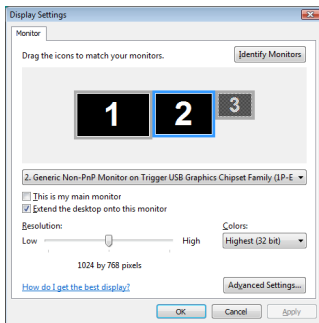 Display Settings
Monitor
Drag the icons to match your monitors.
Identify Monitors
1
2
3
2. Generic Non-PnP Monitor on Trigger USB Graphics Chipset Family (1P-E
This is my main monitor
Extend the desktop onto this monitor
Resolution:
Colors:
Low
High
Highest (32 bit)
1024 by 768 pixels
How do I get the best display?
Advanced Settings...
OK
Cancel
Apply